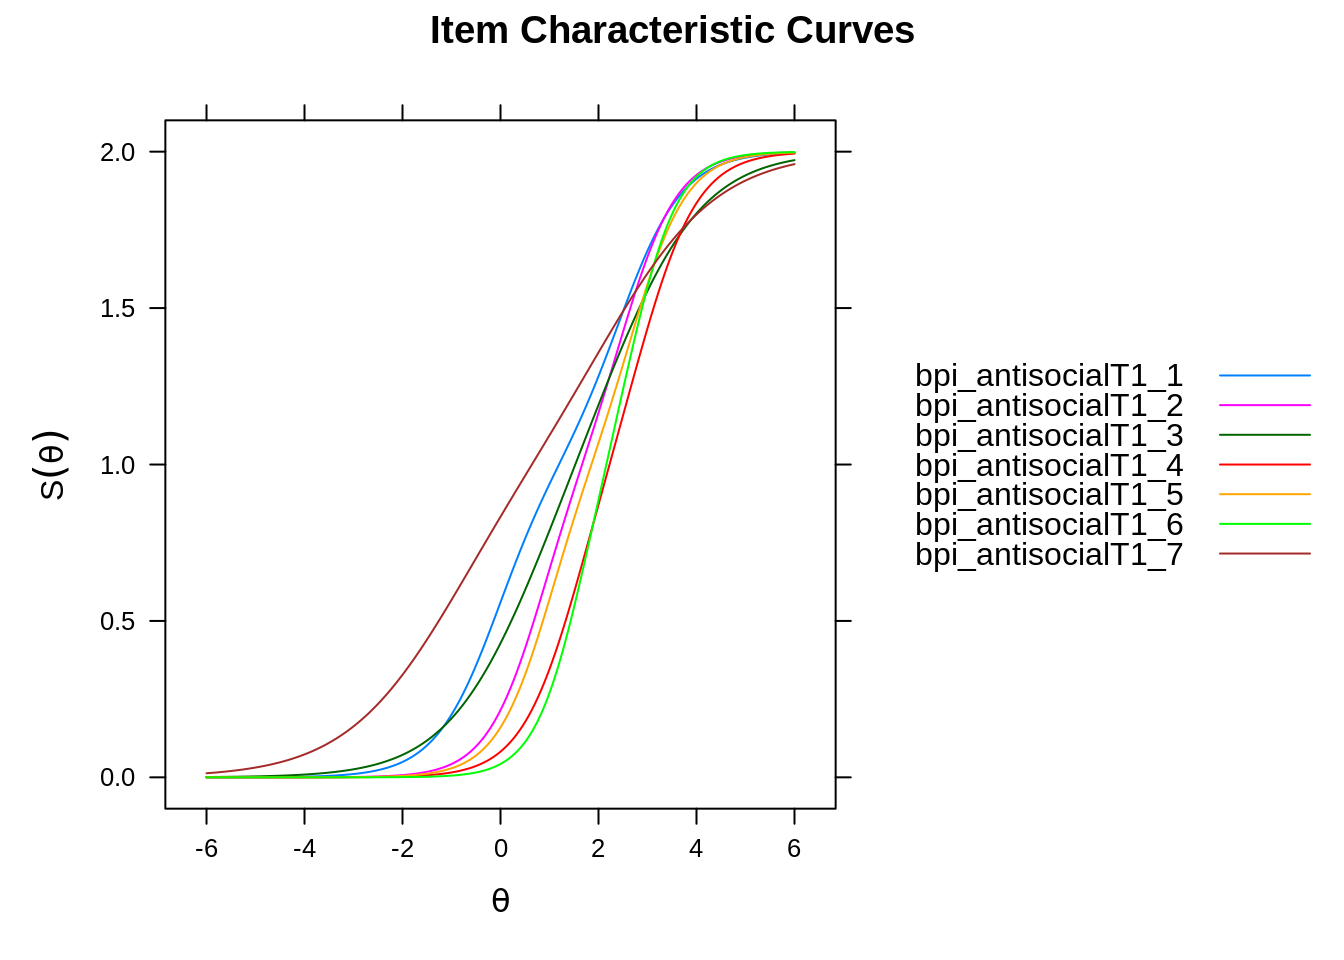 Item Characteristic Curves
2.0
1.5
1.0
0.5
0.0
S(θ)
-6 -4 -2 0 2 4 6
θ
bpi_antisocialT1_1
bpi_antisocialT1_2
bpi_antisocialT1_3
bpi_antisocialT1_4
bpi_antisocialT1_5
bpi_antisocialT1_6
bpi_antisocialT1_7